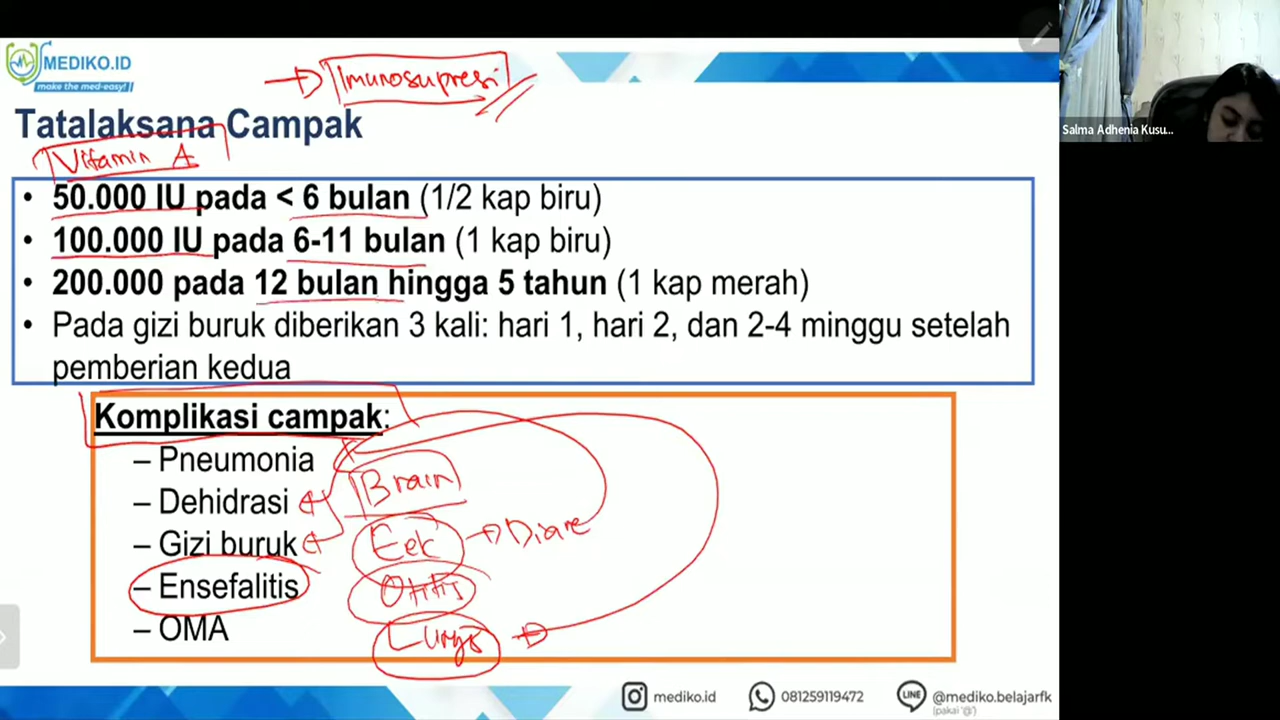 MEDIKO.ID
make the med-easy!
Imunosupresi
Tatalaksana Campak
Vitamin A
• 50.000 IU pada < 6 bulan (1/2 kap biru)
• 100.000 IU pada 6-11 bulan (1 kap biru)
• 200.000 pada 12 bulan hingga 5 tahun (1 kap merah)
• Pada gizi buruk diberikan 3 kali: hari 1, hari 2, dan 2-4 minggu setelah
pemberian kedua
Komplikasi campak:
– Pneumonia
– Dehidrasi
– Gizi buruk
– Ensefalitis
– OMA
Brain
Eek → Diare
Otitis
Lungs
mediko.id
081259119472
LINE
@mediko.belajarfk
(pakai '@')
Salma Adhenia Kusu...